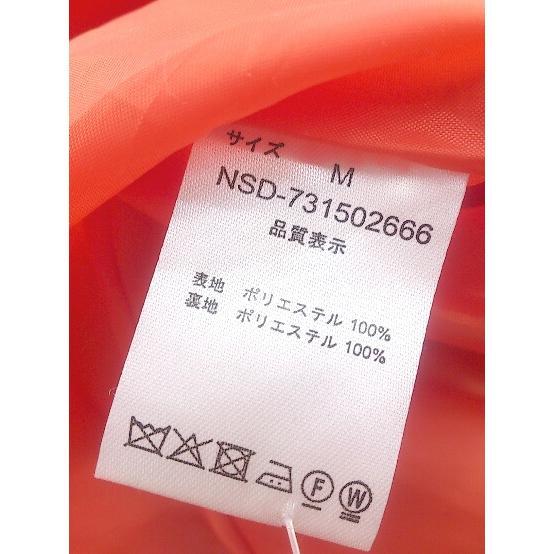 サイズ M
NSD-731502666
品質表示
表地 ポリエステル 100%
裏地 ポリエステル 100%
F W